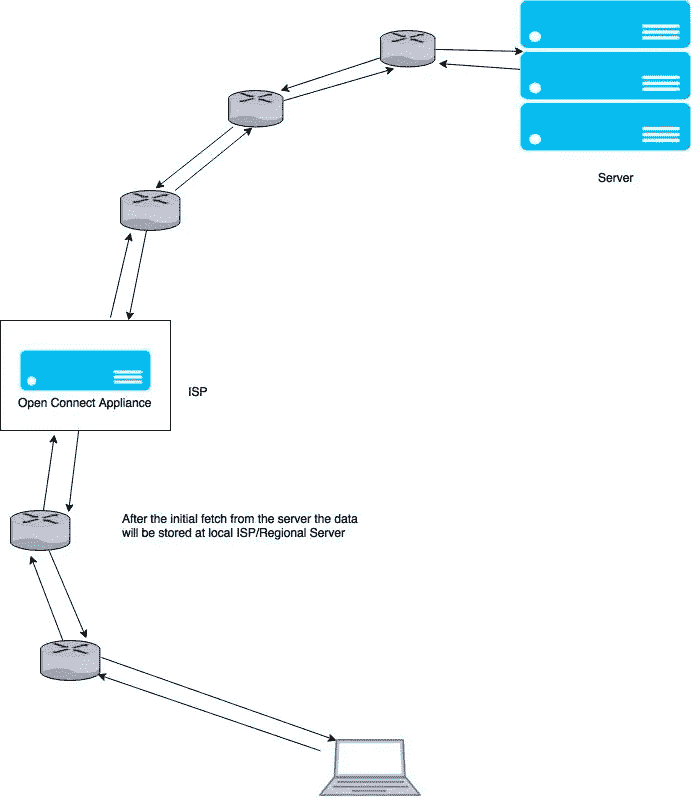 Server
Open Connect Appliance
ISP
After the initial fetch from the server the data
will be stored at local ISP/Regional Server